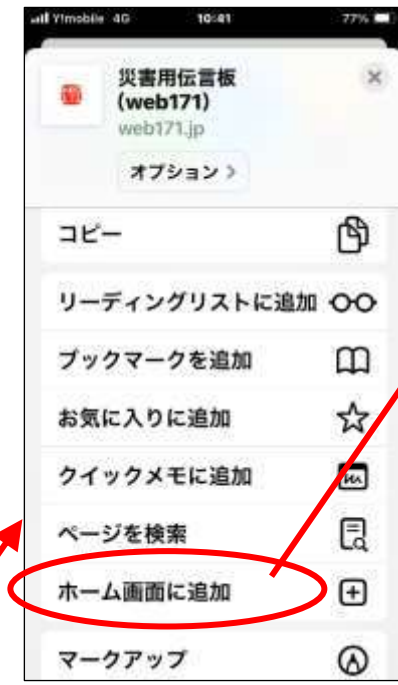 Y!mobile 4G 10:41 77%
災害用伝言板
(web171)
web171.jp
オプション >
コピー
リーディングリストに追加
ブックマークを追加
お気に入りに追加
クイックメモに追加
ページを検索
ホーム画面に追加
マークアップ